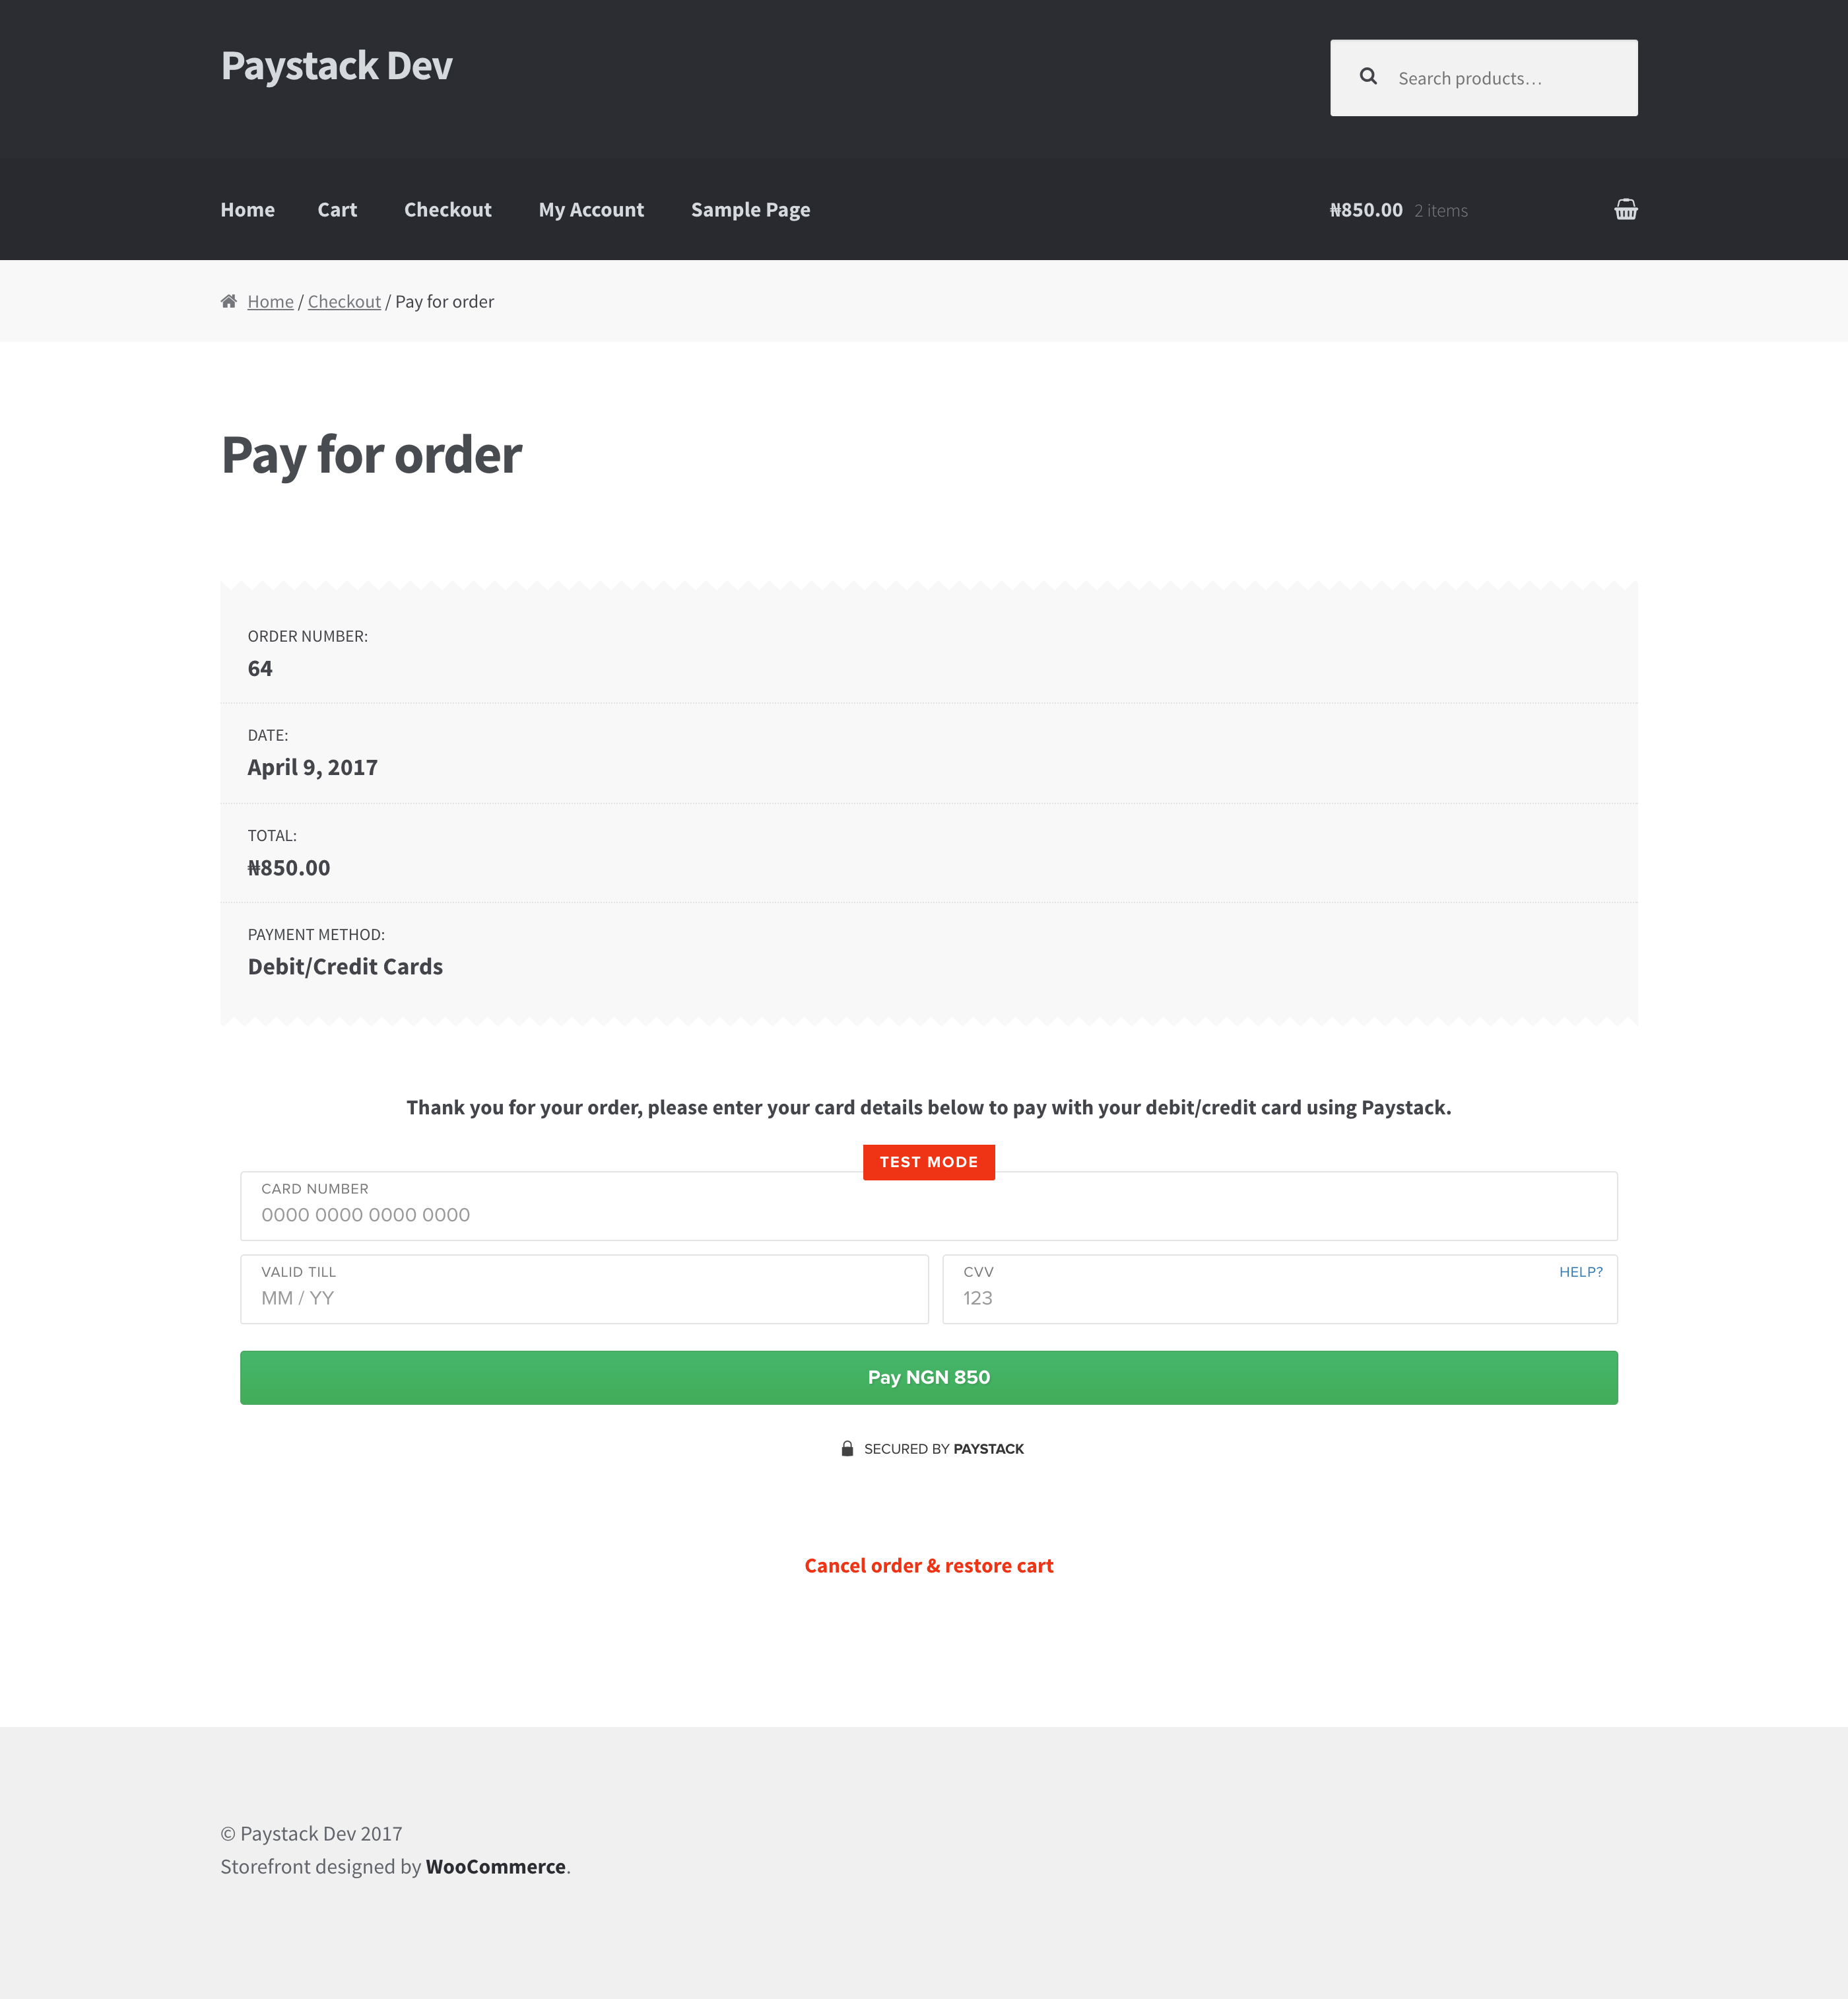 Paystack Dev
Search products…
Home Cart Checkout My Account Sample Page ₦850.00 2 items
Home / Checkout / Pay for order
Pay for order
ORDER NUMBER:
64
DATE:
April 9, 2017
TOTAL:
₦850.00
PAYMENT METHOD:
Debit/Credit Cards
Thank you for your order, please enter your card details below to pay with your debit/credit card using Paystack.
TEST MODE
CARD NUMBER
0000 0000 0000 0000
VALID TILL
MM / YY
CVV HELP?
123
Pay NGN 850
SECURED BY PAYSTACK
Cancel order & restore cart
© Paystack Dev 2017
Storefront designed by WooCommerce.